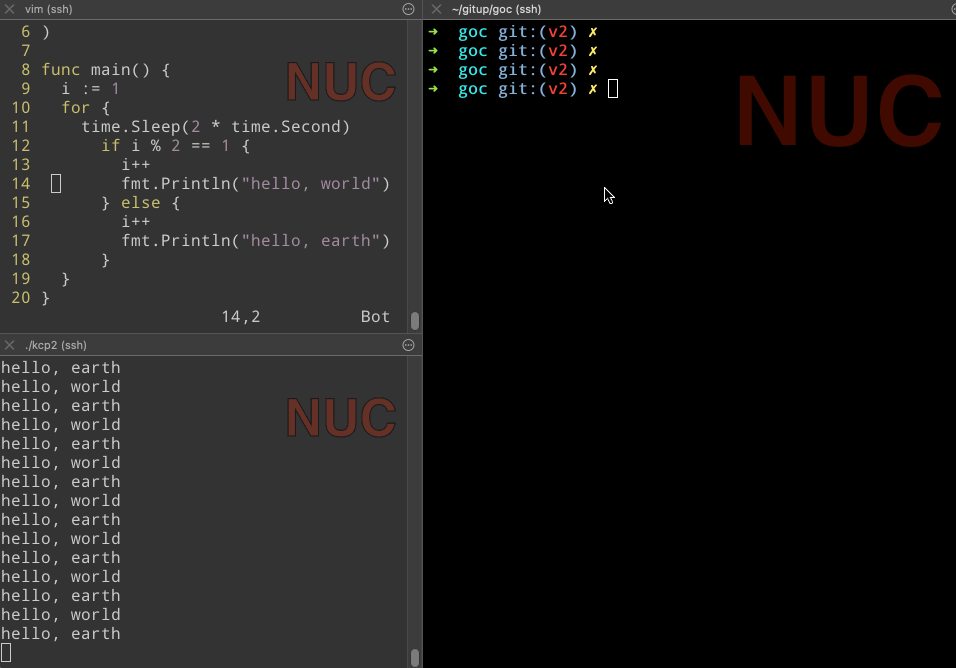 vim (ssh)
6 )
7
8 func main() {
9   i := 1
10   for {
11     time.Sleep(2 * time.Second)
12       if i % 2 == 1 {
13         i++
14         fmt.Println("hello, world")
15       } else {
16         i++
17         fmt.Println("hello, earth")
18       }
19   }
20 }
14,2 Bot
NUC
./kcp2 (ssh)
hello, earth
hello, world
hello, earth
hello, world
hello, earth
hello, world
hello, earth
hello, world
hello, earth
hello, world
hello, earth
hello, world
hello, earth
hello, world
hello, earth
NUC
~/gitup/goc (ssh)
➜ goc git:(v2) ✗
➜ goc git:(v2) ✗
➜ goc git:(v2) ✗
➜ goc git:(v2) ✗
NUC